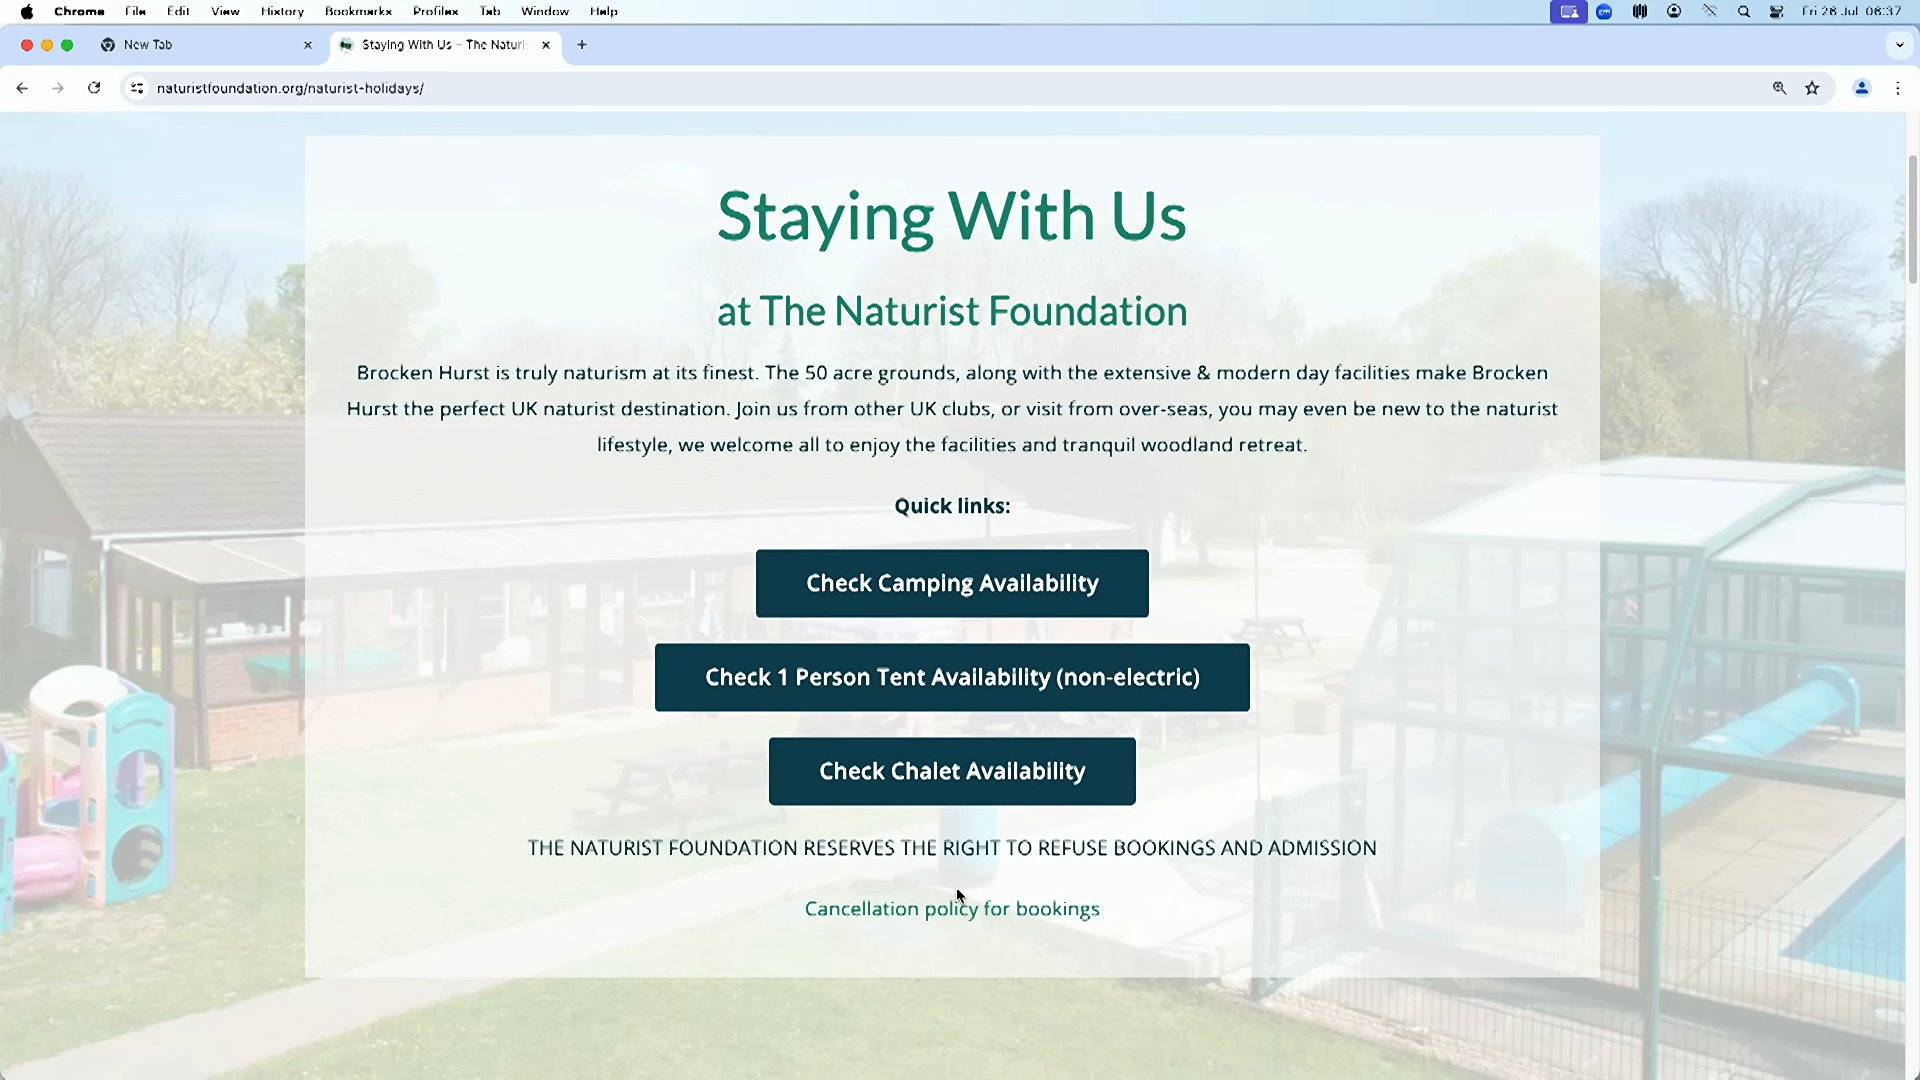 Chrome File Edit View History Bookmarks Profiles Tab Window Help Fri 26 Jul 06:37
New Tab Staying With Us – The Naturi
naturistfoundation.org/naturist-holidays/
Staying With Us
at The Naturist Foundation
Brocken Hurst is truly naturism at its finest. The 50 acre grounds, along with the extensive & modern day facilities make Brocken
Hurst the perfect UK naturist destination. Join us from other UK clubs, or visit from over-seas, you may even be new to the naturist
lifestyle, we welcome all to enjoy the facilities and tranquil woodland retreat.
Quick links:
Check Camping Availability
Check 1 Person Tent Availability (non-electric)
Check Chalet Availability
THE NATURIST FOUNDATION RESERVES THE RIGHT TO REFUSE BOOKINGS AND ADMISSION
Cancellation policy for bookings